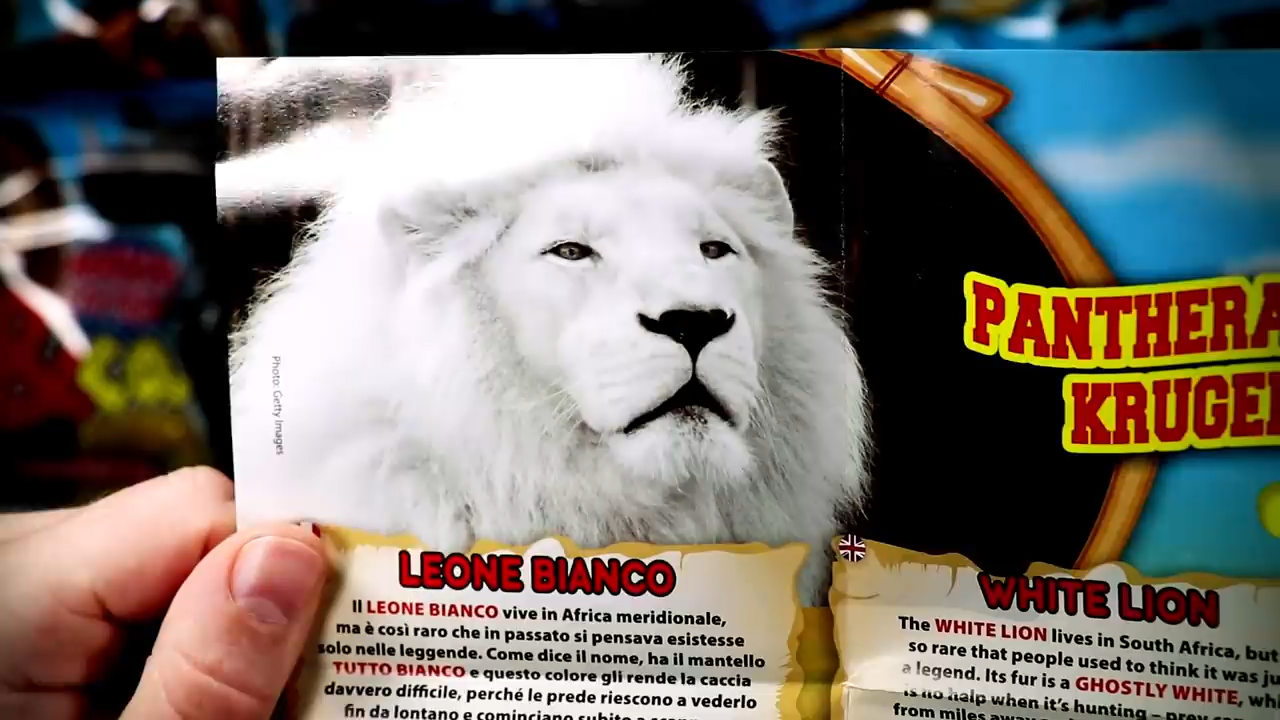 PANTHERA
KRUGE
Photo: Getty Images
LEONE BIANCO
Il LEONE BIANCO vive in Africa meridionale,
ma è così raro che in passato si pensava esistesse
solo nelle leggende. Come dice il nome, ha il mantello
TUTTO BIANCO e questo colore gli rende la caccia
davvero difficile, perché le prede riescono a vederlo
fin da lontano e cominciano subito a
WHITE LION
The WHITE LION lives in South Africa, but
so rare that people used to think it was ju
a legend. Its fur is a GHOSTLY WHITE, wh
is no help when it's hunting – prey
from miles away